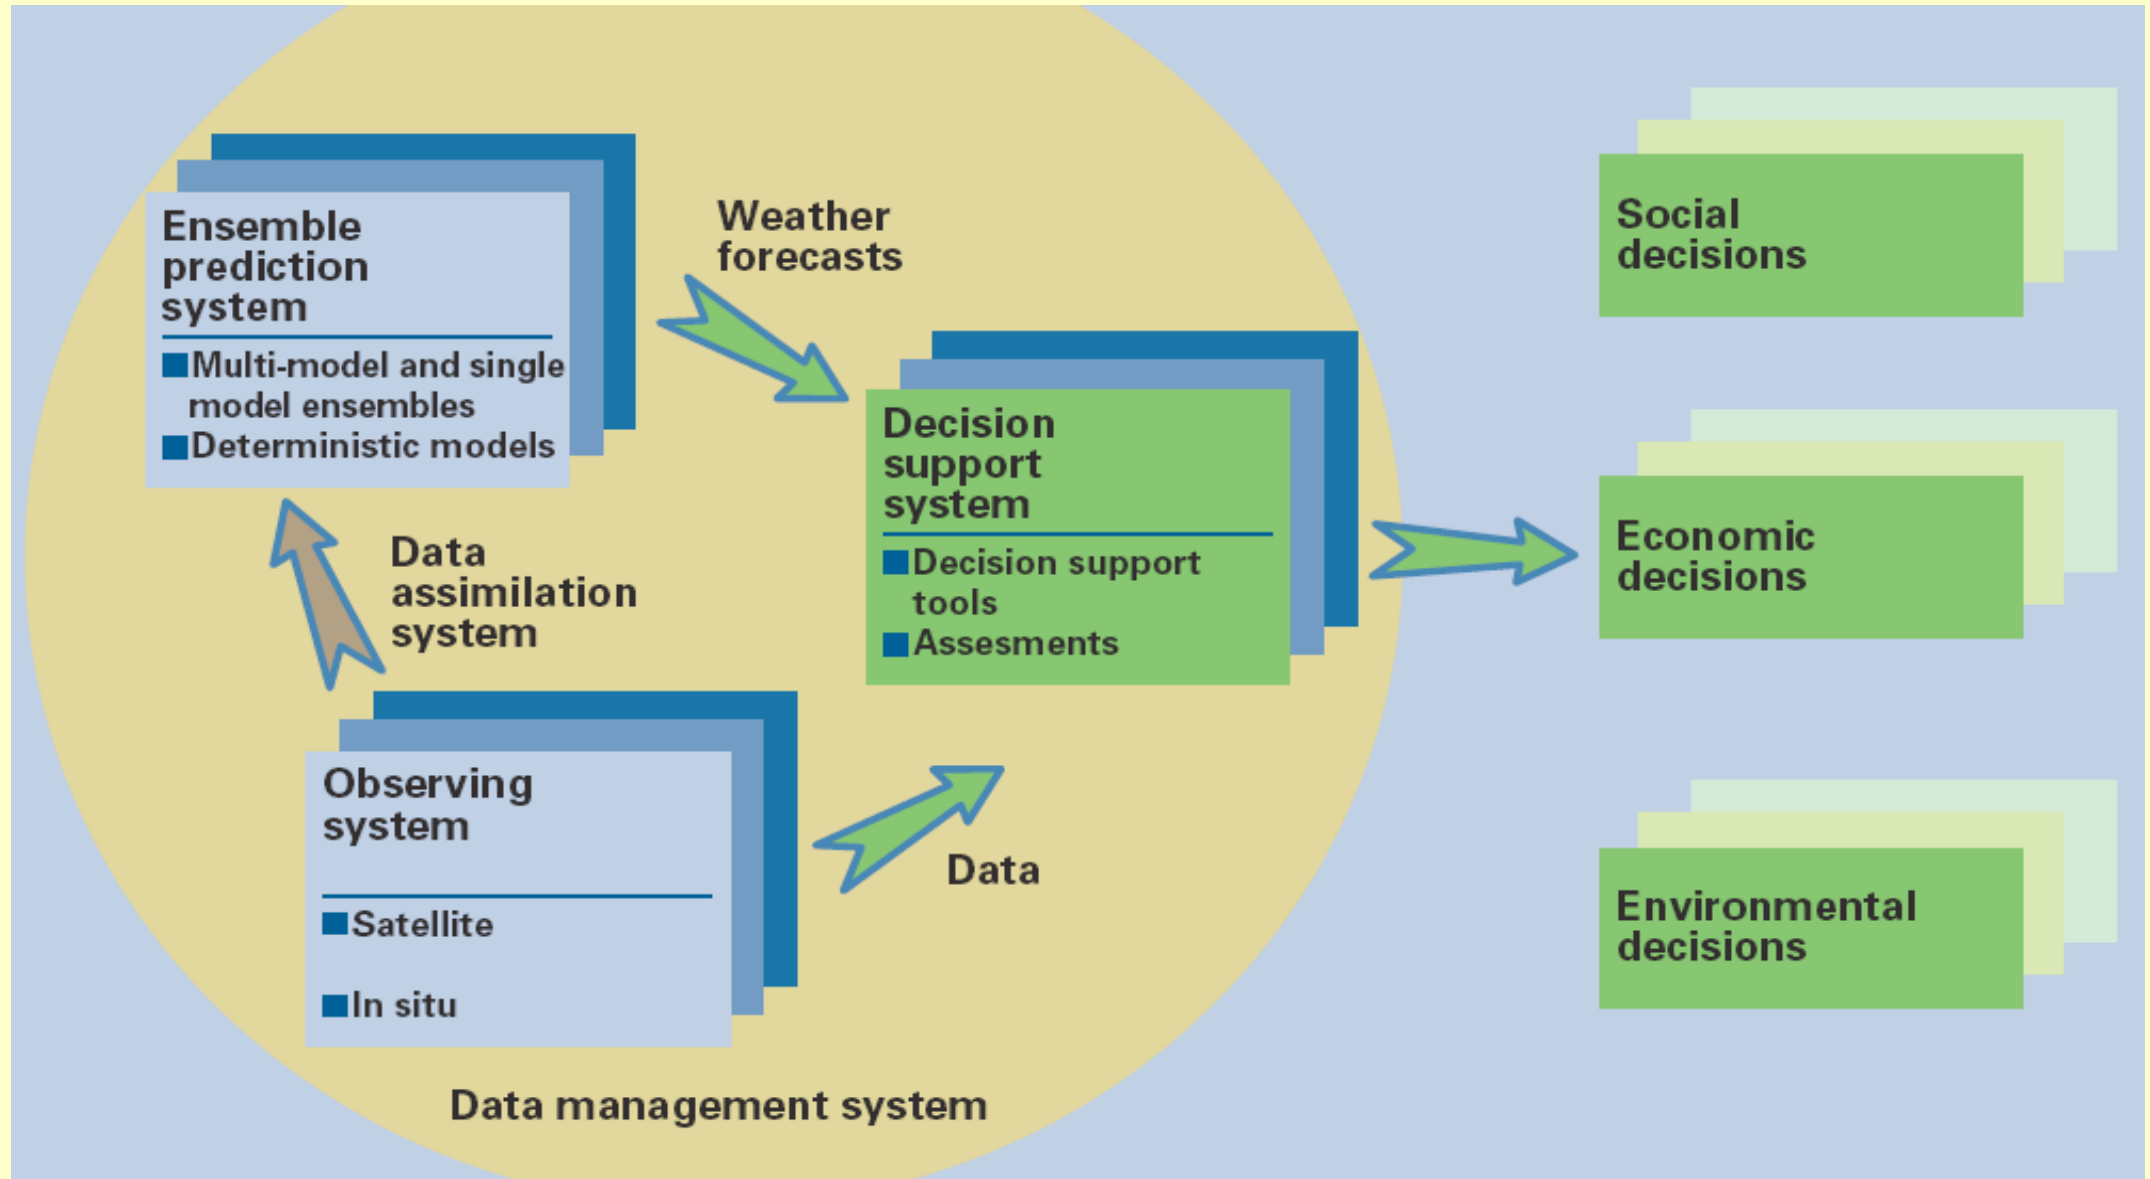 Ensemble
prediction
system
Multi-model and single
model ensembles
Deterministic models
Weather
forecasts
Data
assimilation
system
Observing
system
Satellite
In situ
Data
Decision
support
system
Decision support
tools
Assesments
Data management system
Social
decisions
Economic
decisions
Environmental
decisions